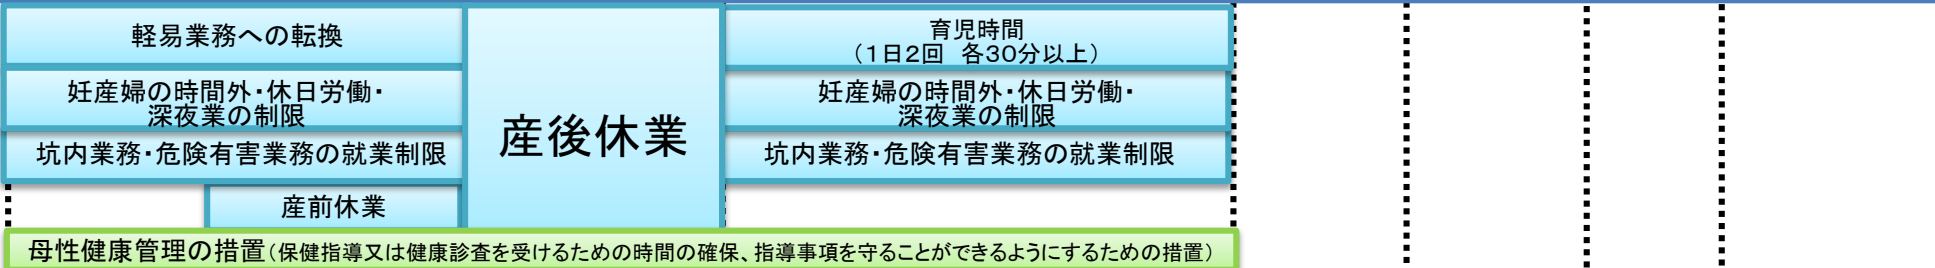 軽易業務への転換
妊産婦の時間外・休日労働・
深夜業の制限
坑内業務・危険有害業務の就業制限
産前休業
産後休業
育児時間
（1日2回　各30分以上）
妊産婦の時間外・休日労働・
深夜業の制限
坑内業務・危険有害業務の就業制限
母性健康管理の措置（保健指導又は健康診査を受けるための時間の確保、指導事項を守ることができるようにするための措置）